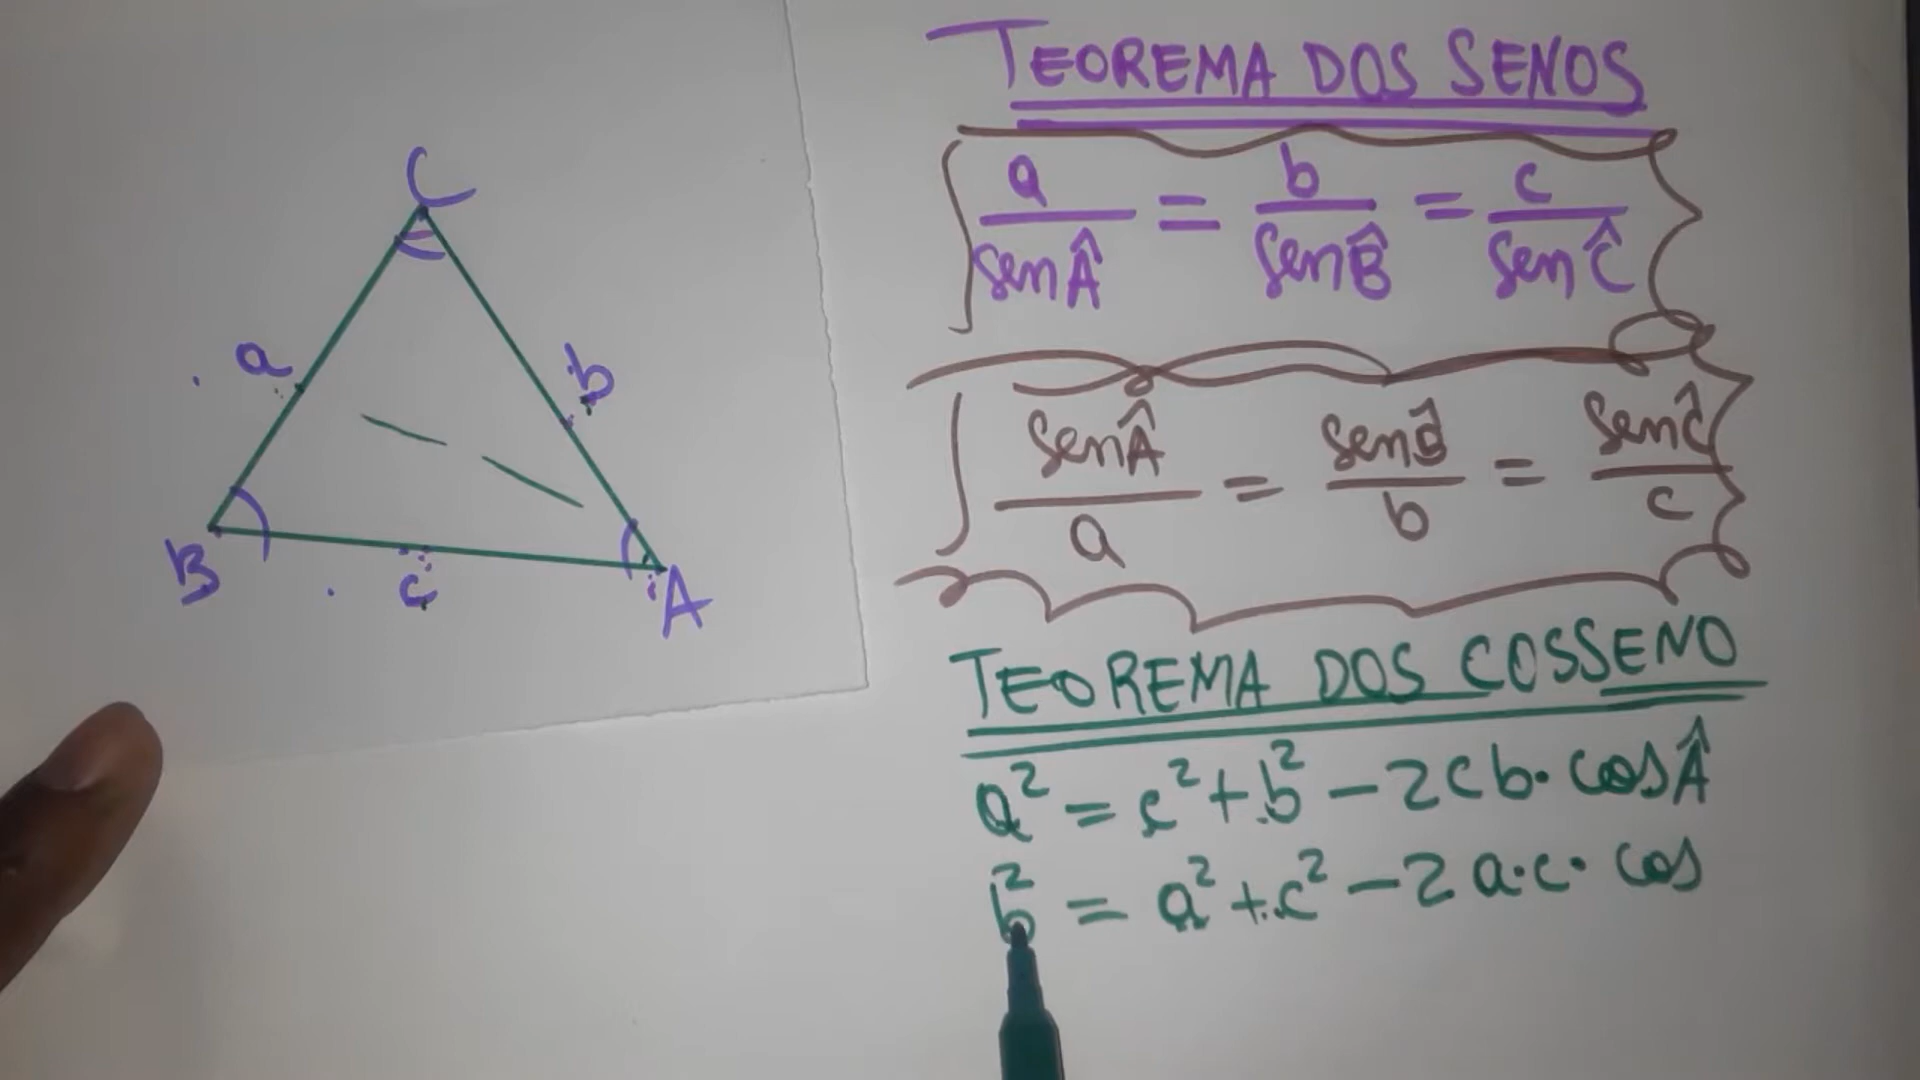 C
a
b
B
c
A
TEOREMA DOS SENOS
a/sen = b/senB̂ = c/senĈ
senÂ/a = senB̂/b = senĈ/c
TEOREMA DOS COSSENO
a² = c² + b² − 2cb·cosÂ
b² = a² + c² − 2a·c·cos